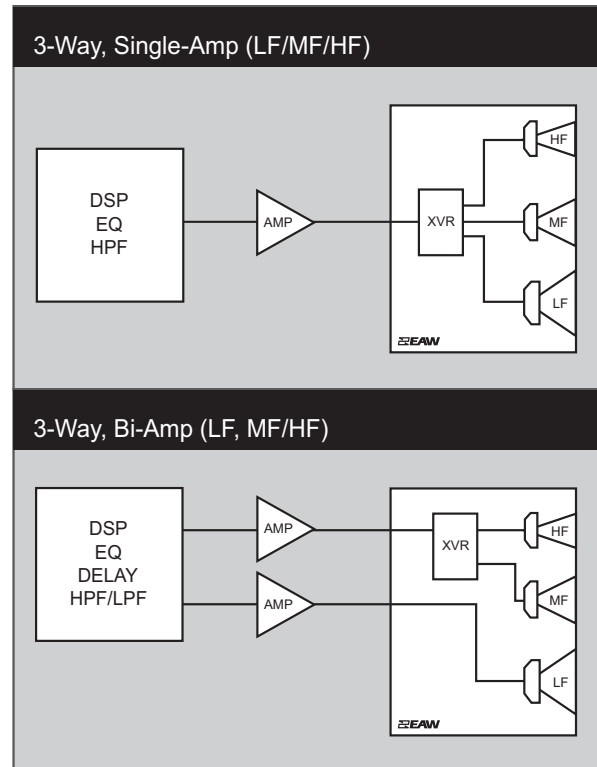 3-Way, Single-Amp (LF/MF/HF)
DSP
EQ
HPF
AMP
XVR
HF
MF
LF
EAW
3-Way, Bi-Amp (LF, MF/HF)
DSP
EQ
DELAY
HPF/LPF
AMP
AMP
XVR
HF
MF
LF
EAW